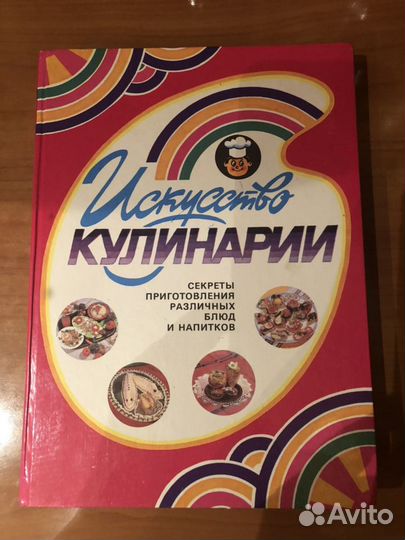 Искусство
КУЛИНАРИИ
СЕКРЕТЫ
ПРИГОТОВЛЕНИЯ
РАЗЛИЧНЫХ
БЛЮД
И НАПИТКОВ
Avito